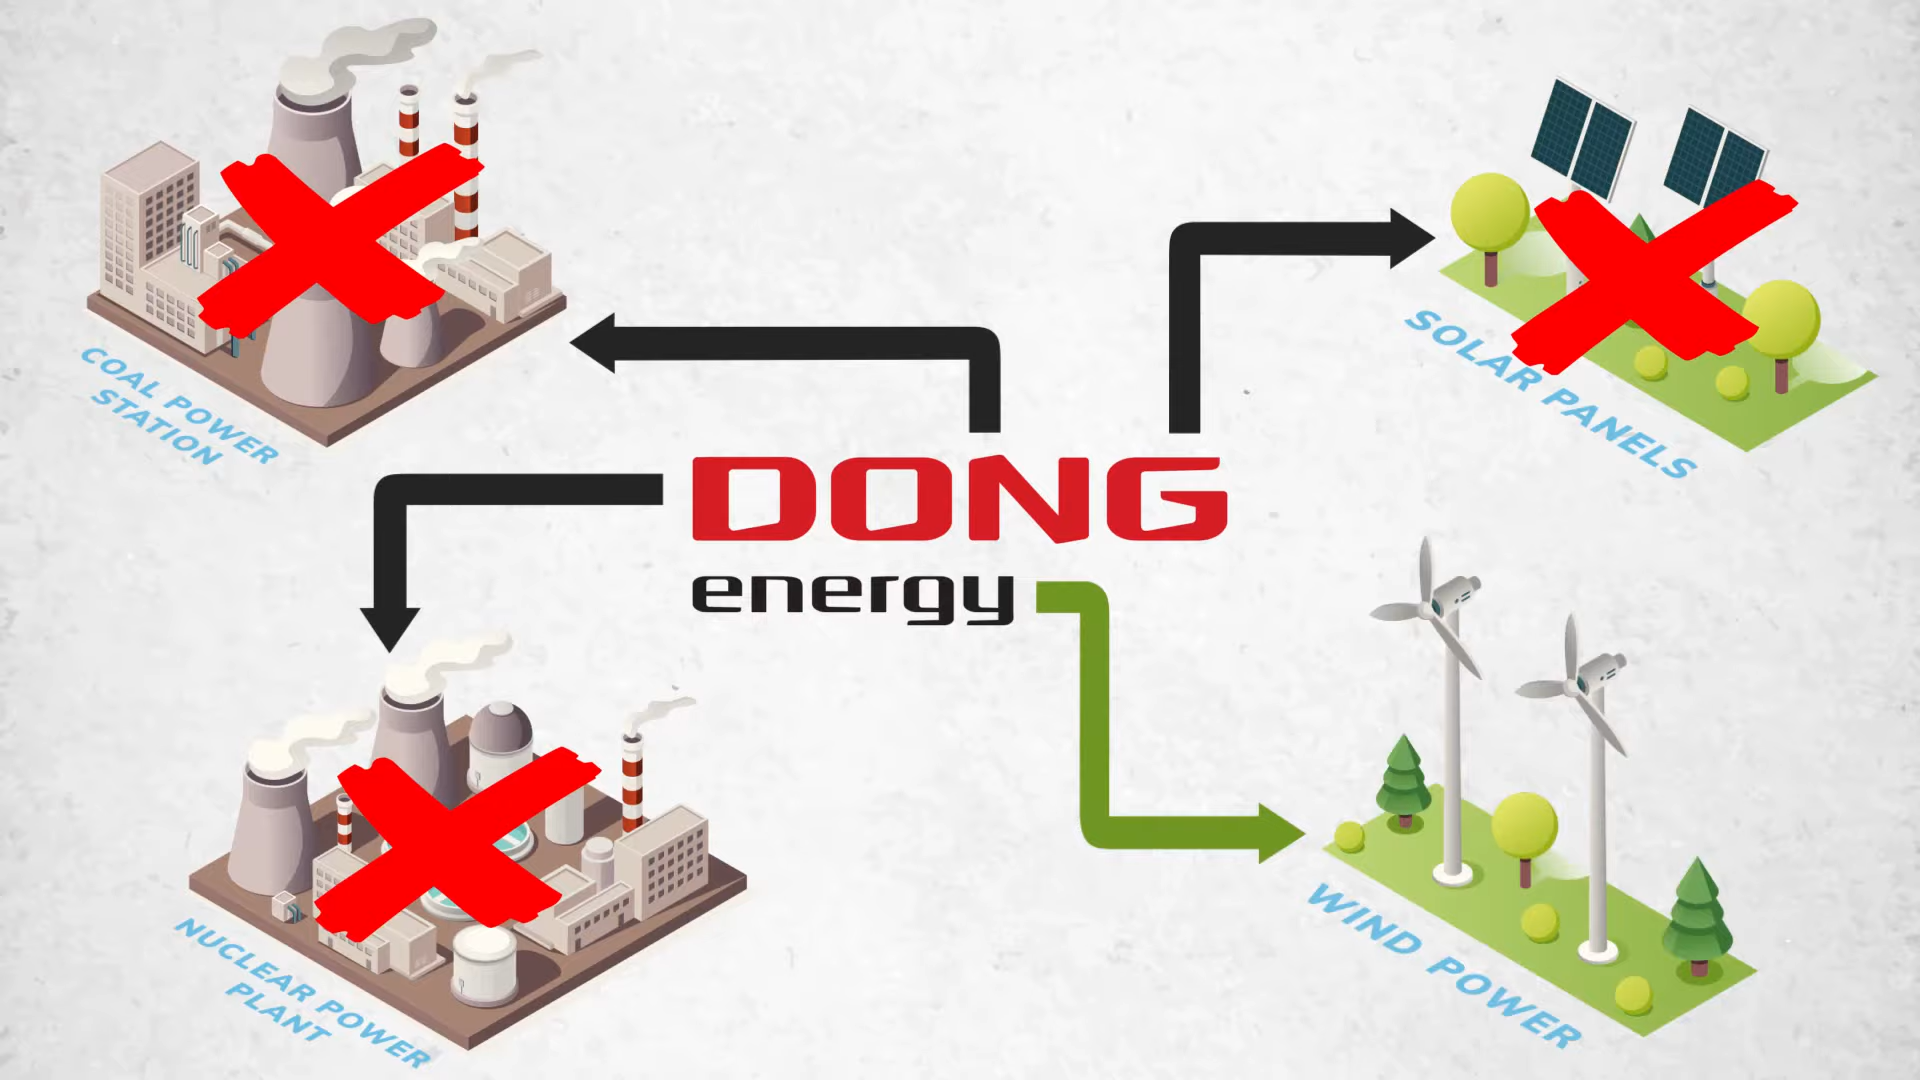 COAL POWER
STATION
SOLAR PANELS
DONG
energy
NUCLEAR POWER
PLANT
WIND POWER